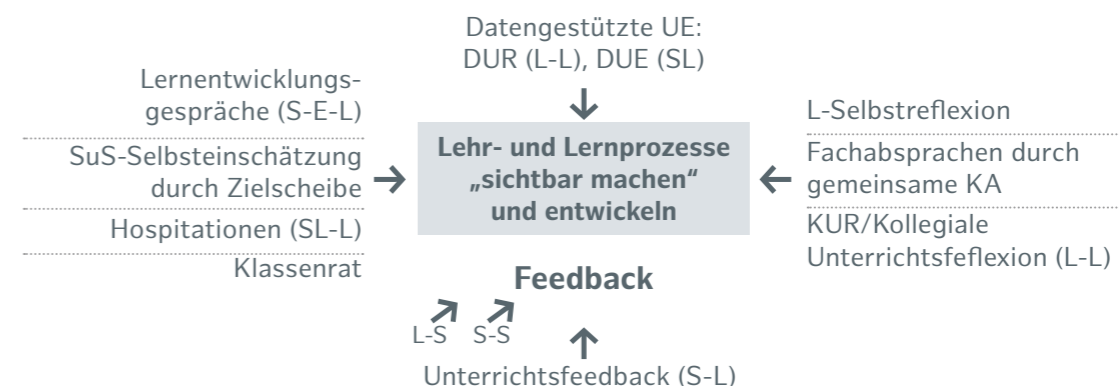 Datengestützte UE:
DUR (L-L), DUE (SL)
Lernentwicklungs-
gespräche (S-E-L)
SuS-Selbsteinschätzung
durch Zielscheibe
Hospitationen (SL-L)
Klassenrat
Lehr- und Lernprozesse
„sichtbar machen“
und entwickeln
L-Selbstreflexion
Fachabsprachen durch
gemeinsame KA
KUR/Kollegiale
Unterrichtsfeflexion (L-L)
Feedback
L-S S-S
Unterrichtsfeedback (S-L)